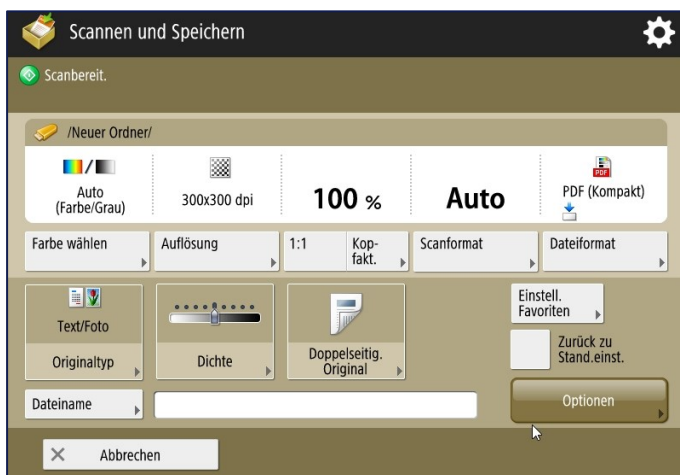 Scannen und Speichern
Scanbereit.
/Neuer Ordner/
Auto
(Farbe/Grau)
300x300 dpi
100 %
Auto
PDF
PDF (Kompakt)
Farbe wählen
Auflösung
1:1
Kop-
fakt.
Scanformat
Dateiformat
Text/Foto
Originaltyp
Dichte
Doppelseitig.
Original
Einstell.
Favoriten
Zurück zu
Stand.einst.
Dateiname
Optionen
Abbrechen